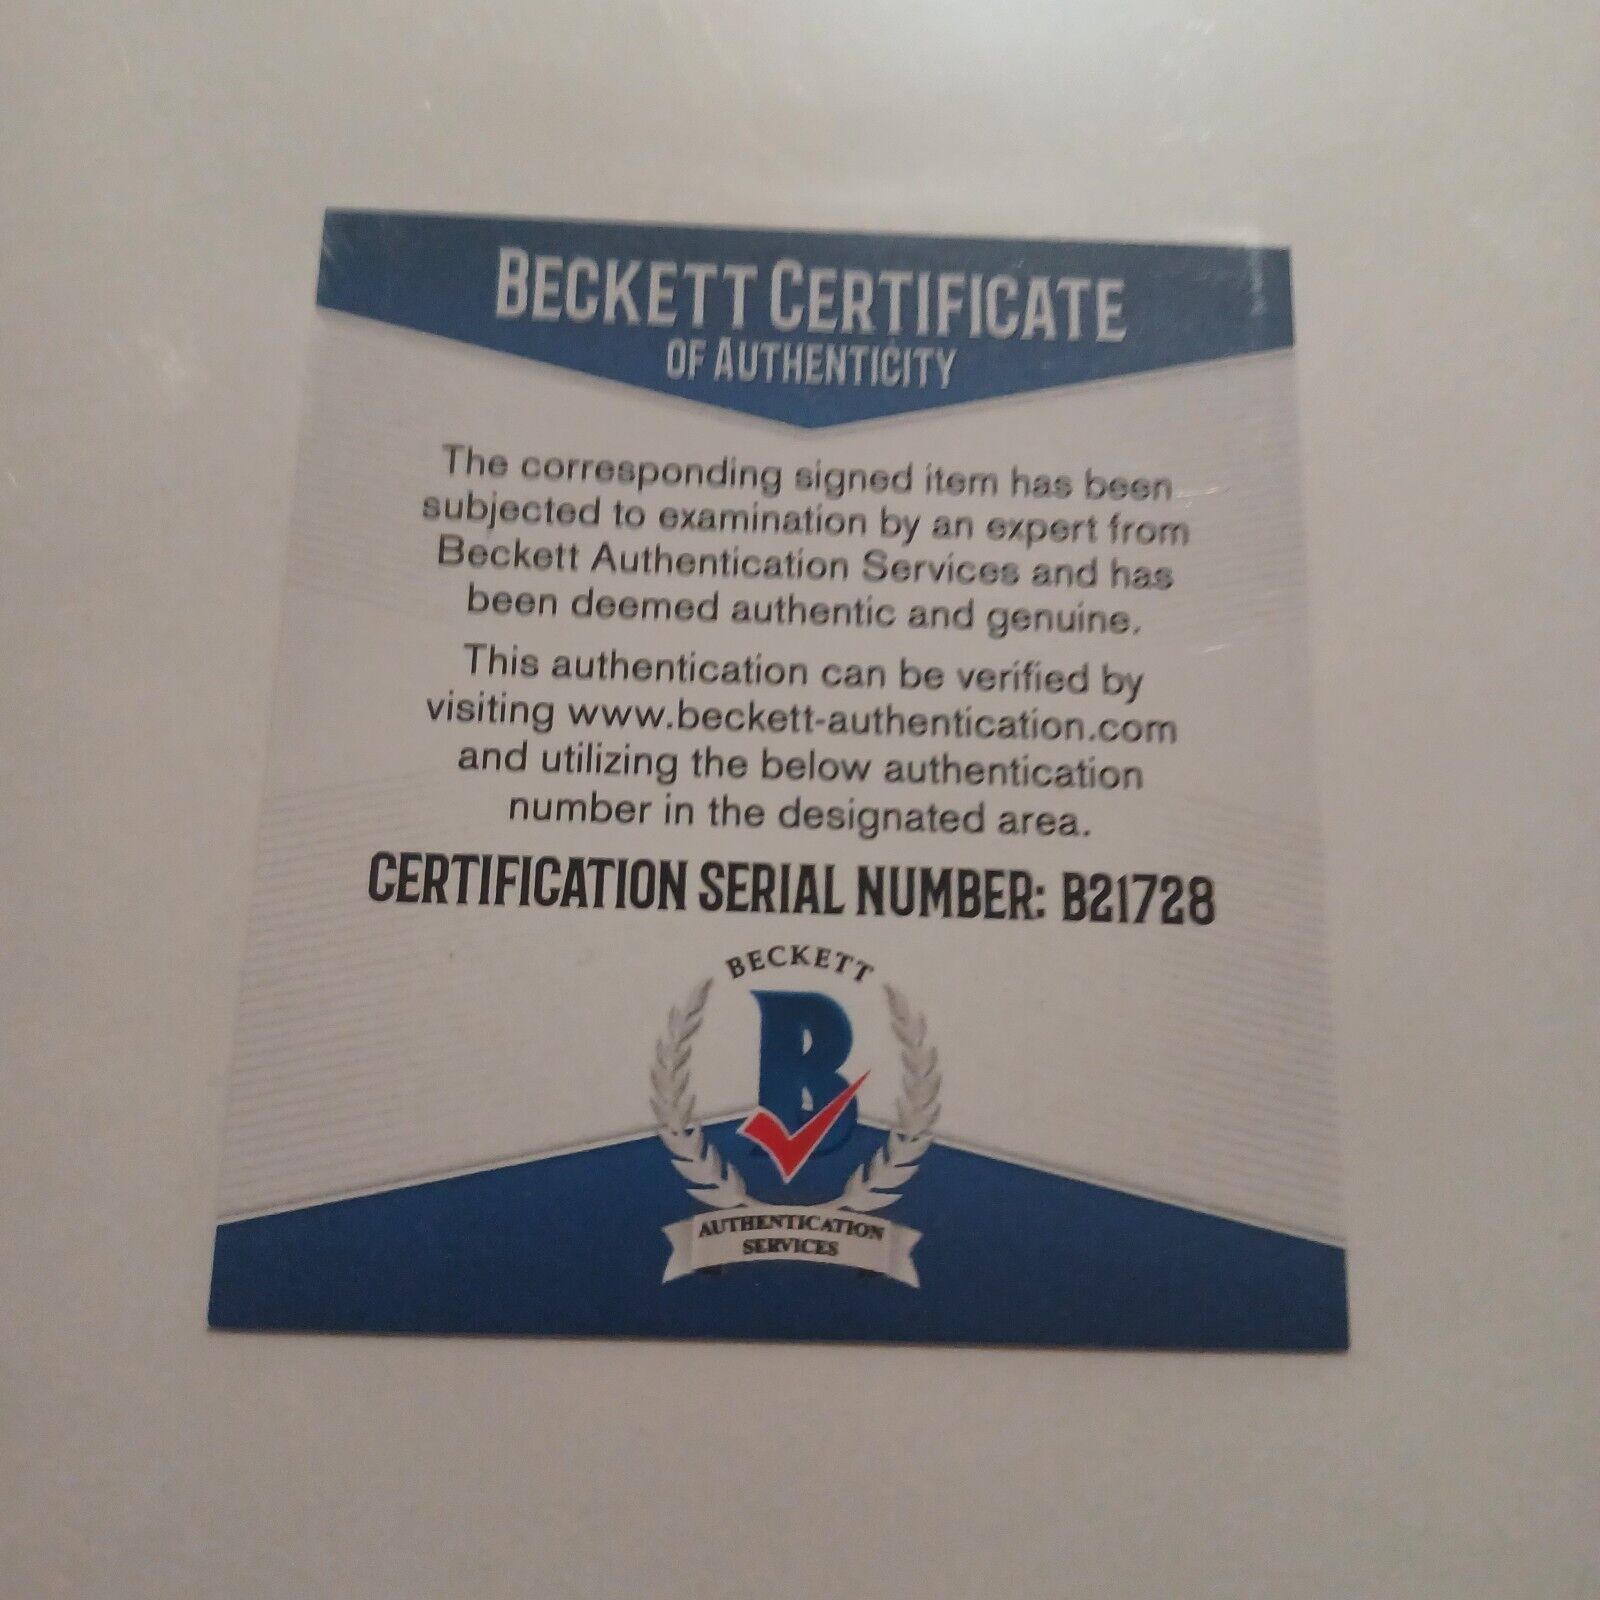 BECKETT CERTIFICATE
OF AUTHENTICITY
The corresponding signed item has been
subjected to examination by an expert from
Beckett Authentication Services and has
been deemed authentic and genuine.
This authentication can be verified by
visiting www.beckett-authentication.com
and utilizing the below authentication
number in the designated area.
CERTIFICATION SERIAL NUMBER: B21728
BECKETT
B
AUTHENTICATION
SERVICES